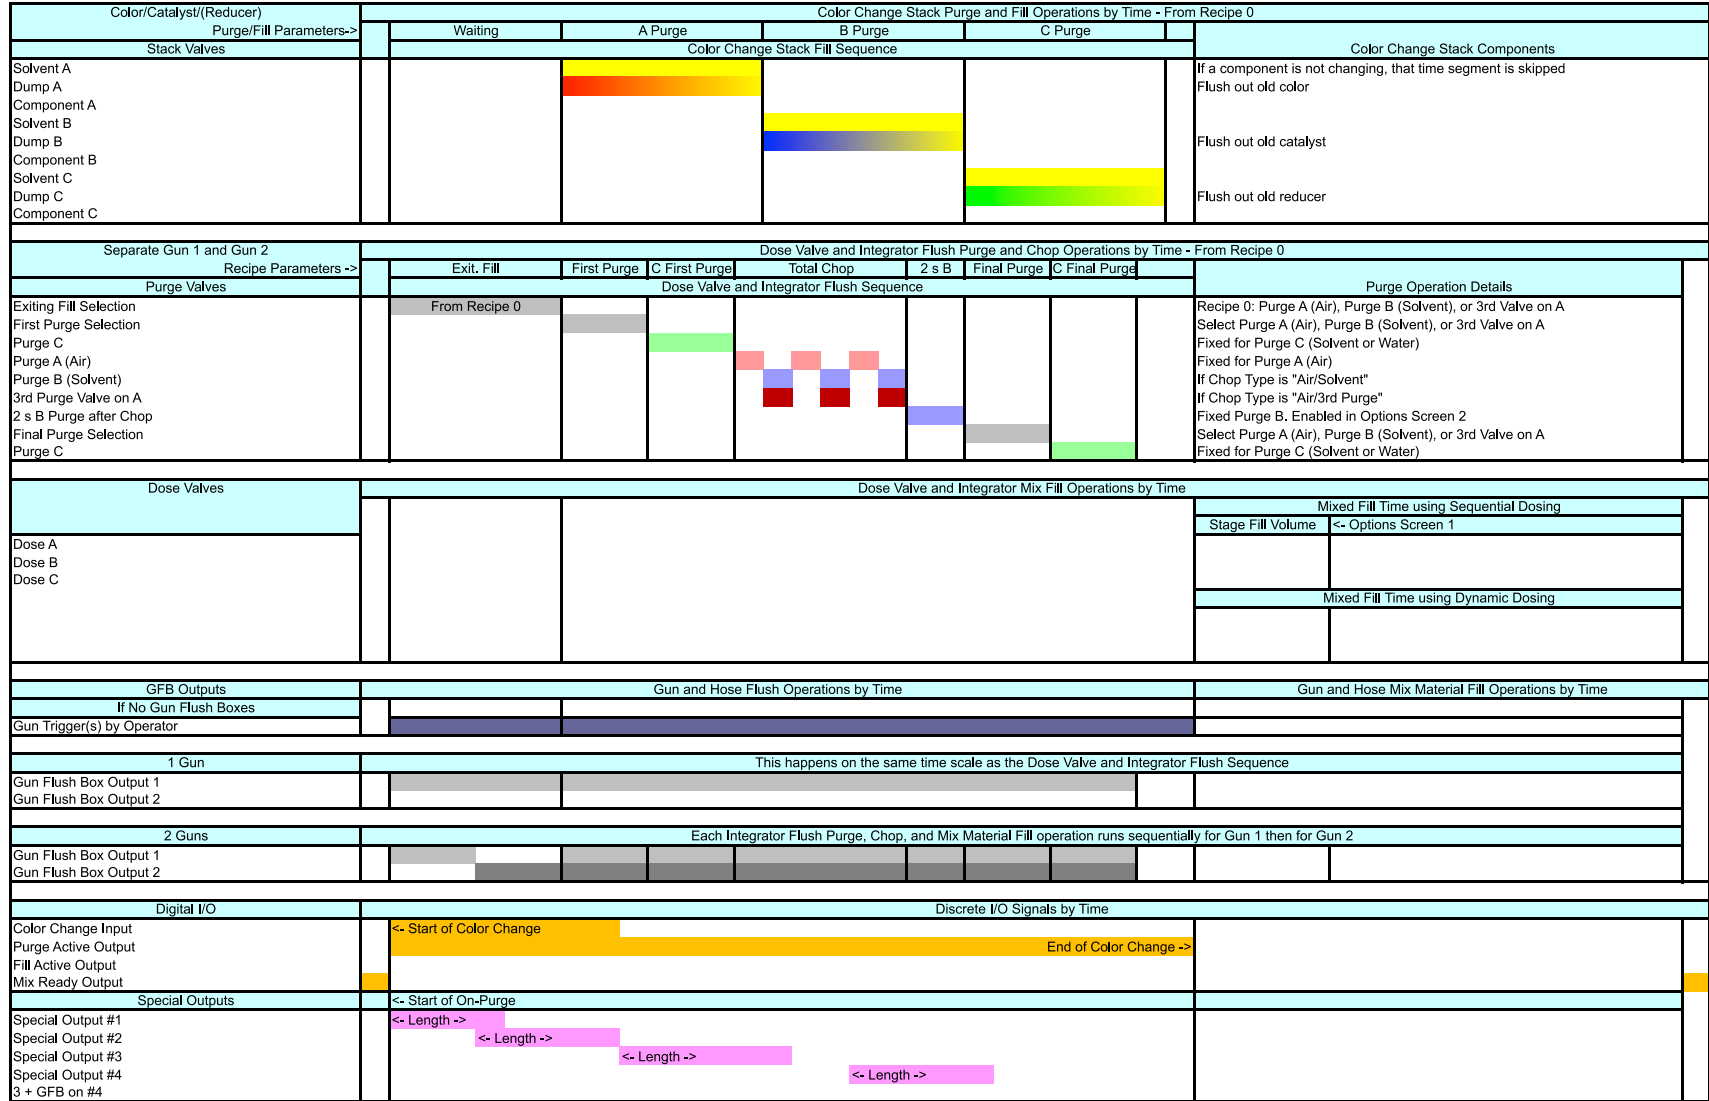 Color/Catalyst/(Reducer)
Color Change Stack Purge and Fill Operations by Time - From Recipe 0
Purge/Fill Parameters->
Waiting
A Purge
B Purge
C Purge
Stack Valves
Color Change Stack Fill Sequence
Color Change Stack Components
Solvent A
If a component is not changing, that time segment is skipped
Dump A
Flush out old color
Component A
Solvent B
Dump B
Flush out old catalyst
Component B
Solvent C
Dump C
Flush out old reducer
Component C
Separate Gun 1 and Gun 2
Dose Valve and Integrator Flush Purge and Chop Operations by Time - From Recipe 0
Recipe Parameters ->
Exit. Fill
First Purge
C First Purge
Total Chop
2 s B
Final Purge
C Final Purge
Purge Valves
Dose Valve and Integrator Flush Sequence
Purge Operation Details
Exiting Fill Selection
From Recipe 0
Recipe 0: Purge A (Air), Purge B (Solvent), or 3rd Valve on A
First Purge Selection
Select Purge A (Air), Purge B (Solvent), or 3rd Valve on A
Purge C
Fixed for Purge C (Solvent or Water)
Purge A (Air)
Fixed for Purge A (Air)
Purge B (Solvent)
If Chop Type is "Air/Solvent"
3rd Purge Valve on A
If Chop Type is "Air/3rd Purge"
2 s B Purge after Chop
Fixed Purge B. Enabled in Options Screen 2
Final Purge Selection
Select Purge A (Air), Purge B (Solvent), or 3rd Valve on A
Purge C
Fixed for Purge C (Solvent or Water)
Dose Valves
Dose Valve and Integrator Mix Fill Operations by Time
Mixed Fill Time using Sequential Dosing
Stage Fill Volume
<- Options Screen 1
Dose A
Dose B
Dose C
Mixed Fill Time using Dynamic Dosing
GFB Outputs
Gun and Hose Flush Operations by Time
Gun and Hose Mix Material Fill Operations by Time
If No Gun Flush Boxes
Gun Trigger(s) by Operator
1 Gun
This happens on the same time scale as the Dose Valve and Integrator Flush Sequence
Gun Flush Box Output 1
Gun Flush Box Output 2
2 Guns
Each Integrator Flush Purge, Chop, and Mix Material Fill operation runs sequentially for Gun 1 then for Gun 2
Gun Flush Box Output 1
Gun Flush Box Output 2
Digital I/O
Discrete I/O Signals by Time
Color Change Input
<- Start of Color Change
Purge Active Output
End of Color Change ->
Fill Active Output
Mix Ready Output
Special Outputs
<- Start of On-Purge
Special Output #1
<- Length ->
Special Output #2
<- Length ->
Special Output #3
<- Length ->
Special Output #4
<- Length ->
3 + GFB on #4